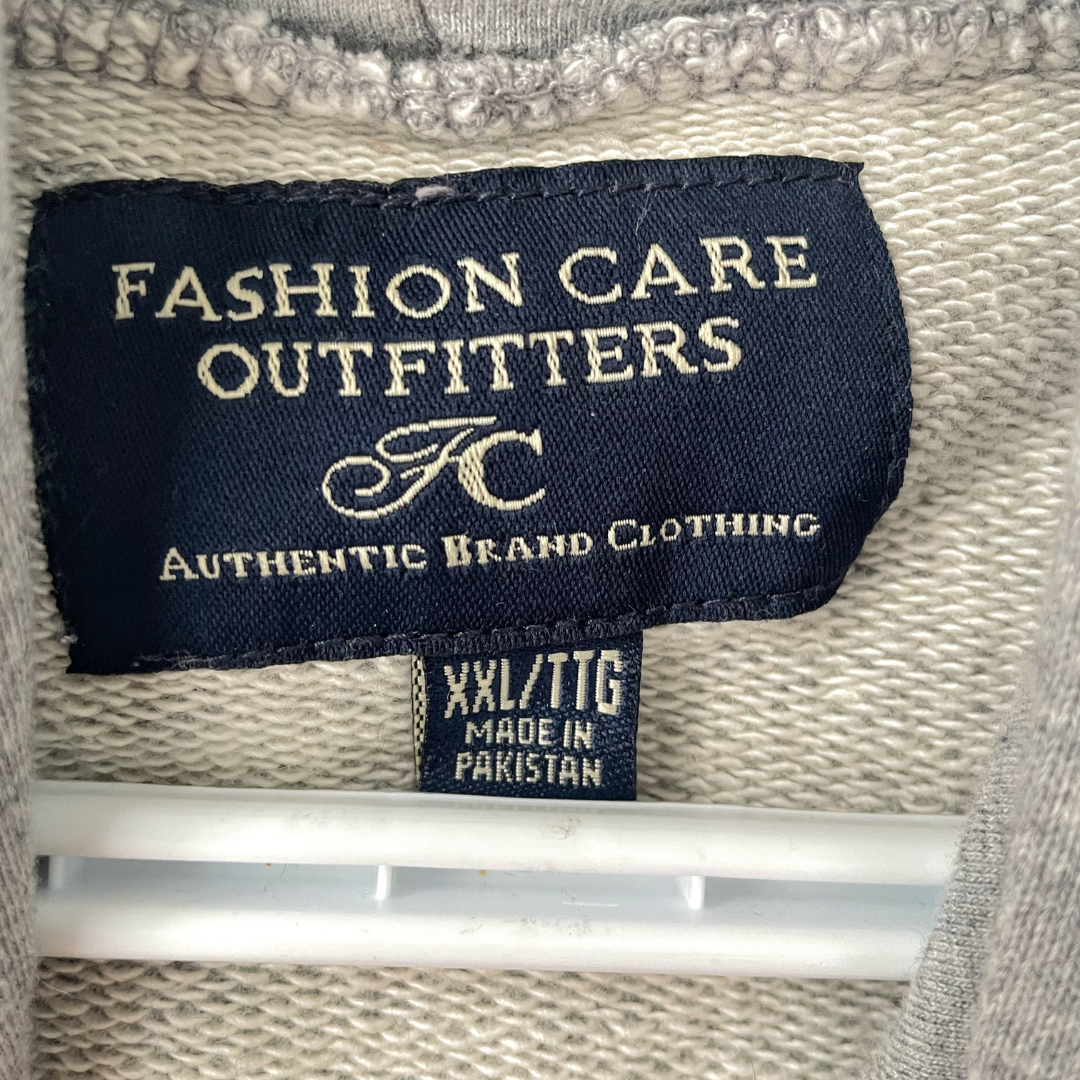 FASHION CARE
OUTFITTERS
FC
AUTHENTIC BRAND CLOTHING
XXL/TTG
MADE IN
PAKISTAN